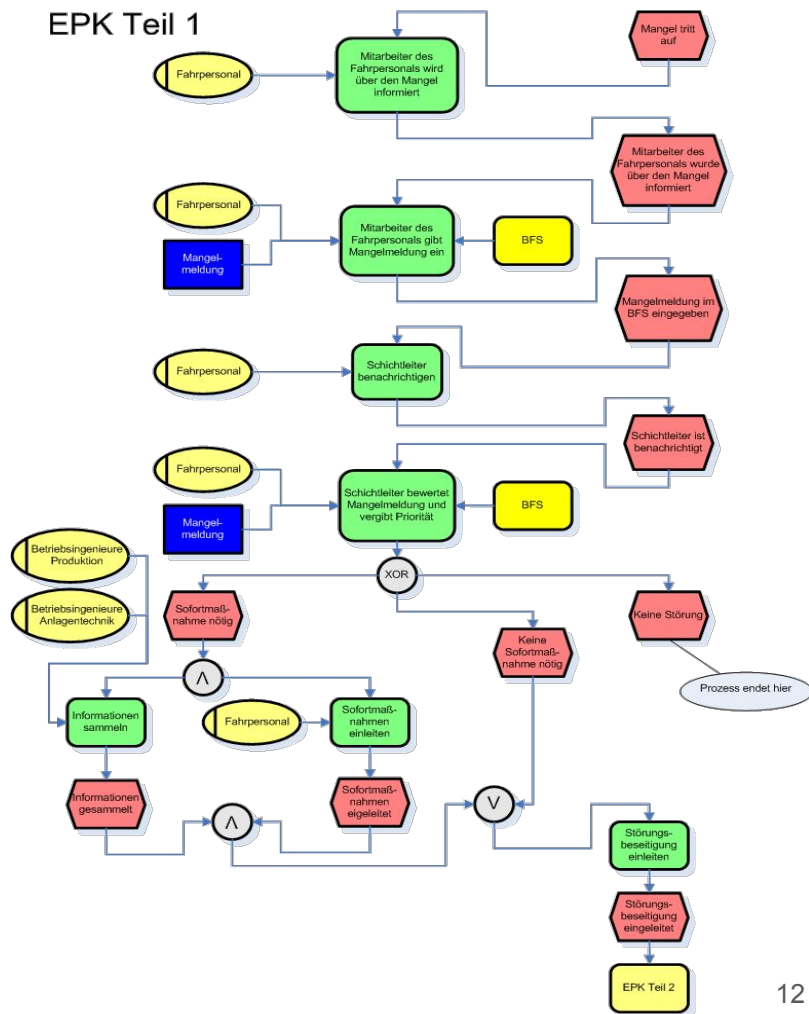 EPK Teil 1
Mangel tritt
auf
Fahrpersonal
Mitarbeiter des
Fahrpersonals wird
über den Mangel
informiert
Mitarbeiter des
Fahrpersonals wurde
über den Mangel
informiert
Fahrpersonal
Mangel-
meldung
Mitarbeiter des
Fahrpersonals gibt
Mangelmeldung ein
BFS
Mangelmeldung im
BFS eingegeben
Fahrpersonal
Schichtleiter
benachrichtigen
Schichtleiter ist
benachrichtigt
Fahrpersonal
Mangel-
meldung
Schichtleiter bewertet
Mangelmeldung und
vergibt Priorität
BFS
Betriebsingenieure
Produktion
Betriebsingenieure
Anlagentechnik
XOR
Sofortmaß-
nahme nötig
Keine
Sofortmaß-
nahme nötig
Keine Störung
Prozess endet hier
Λ
Informationen
sammeln
Fahrpersonal
Sofortmaß-
nahmen
einleiten
Informationen
gesammelt
Sofortmaß-
nahmen
eigeleitet
Λ
V
Störungs-
beseitigung
einleiten
Störungs-
beseitigung
eingeleitet
EPK Teil 2
12